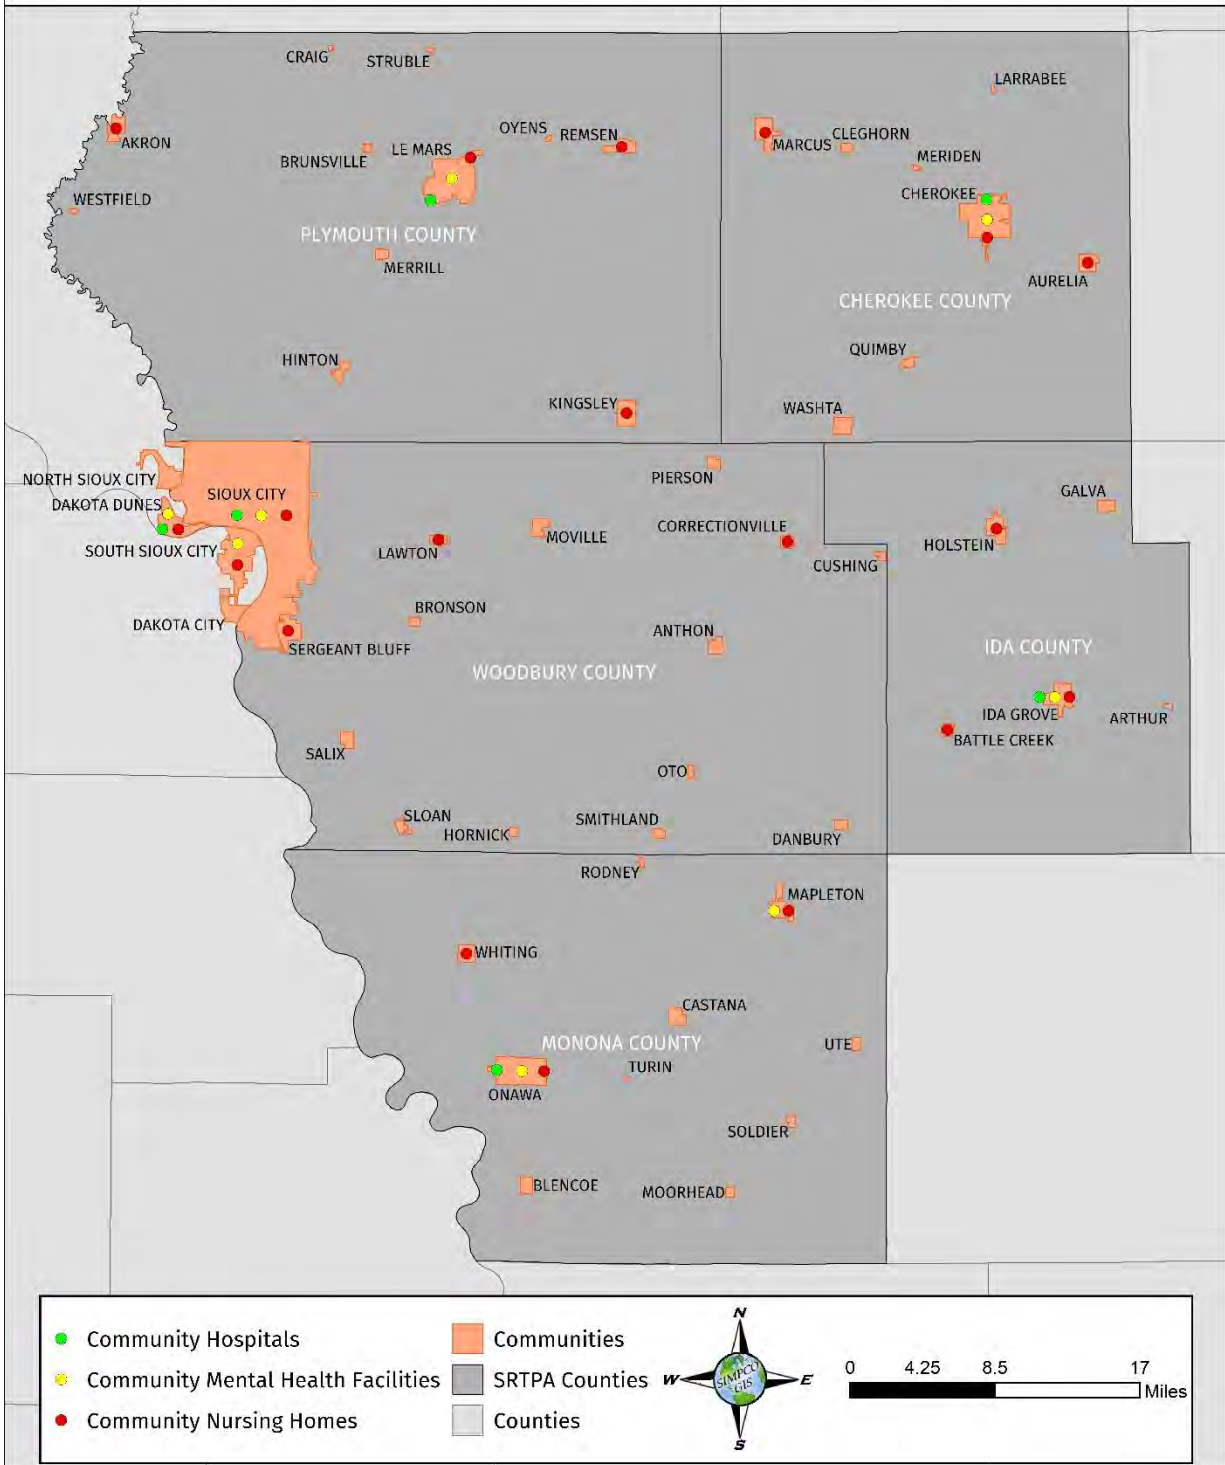 CRAIG
STRUBLE
LARRABEE
AKRON
OYENS
REMSEN
MARCUS
CLEGHORN
BRUNSVILLE
LE MARS
MERIDEN
WESTFIELD
CHEROKEE
PLYMOUTH COUNTY
MERRILL
AURELIA
CHEROKEE COUNTY
HINTON
QUIMBY
KINGSLEY
WASHTA
NORTH SIOUX CITY
PIERSON
DAKOTA DUNES
SIOUX CITY
GALVA
CORRECTIONVILLE
MOVILLE
SOUTH SIOUX CITY
LAWTON
HOLSTEIN
CUSHING
BRONSON
DAKOTA CITY
ANTHON
SERGEANT BLUFF
IDA COUNTY
WOODBURY COUNTY
IDA GROVE
ARTHUR
BATTLE CREEK
SALIX
OTO
SLOAN
HORNICK
SMITHLAND
DANBURY
RODNEY
MAPLETON
WHITING
CASTANA
MONONA COUNTY
UTE
TURIN
ONAWA
SOLDIER
BLENCOE
MOORHEAD
Community Hospitals
Community Mental Health Facilities
Community Nursing Homes
Communities
SRTPA Counties
Counties
N
W
E
S
SIMPCO
GIS
0 4.25 8.5 17
Miles